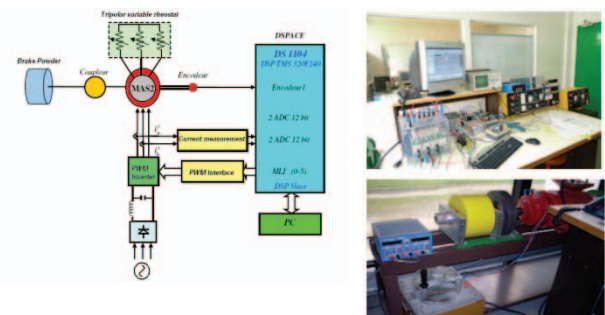 Tripolar variable rheostat
DSPACE
DS 1104
DSP TMS 320F240
Brake Powder
Coupleur
Encodeur
MAS2
Encodeur1
2 ADC 12 bit
Current measurement
2 ADC 12 bit
PWM
Inverter
PWM Interface
MLI (0-5)
DSP Slave
PC